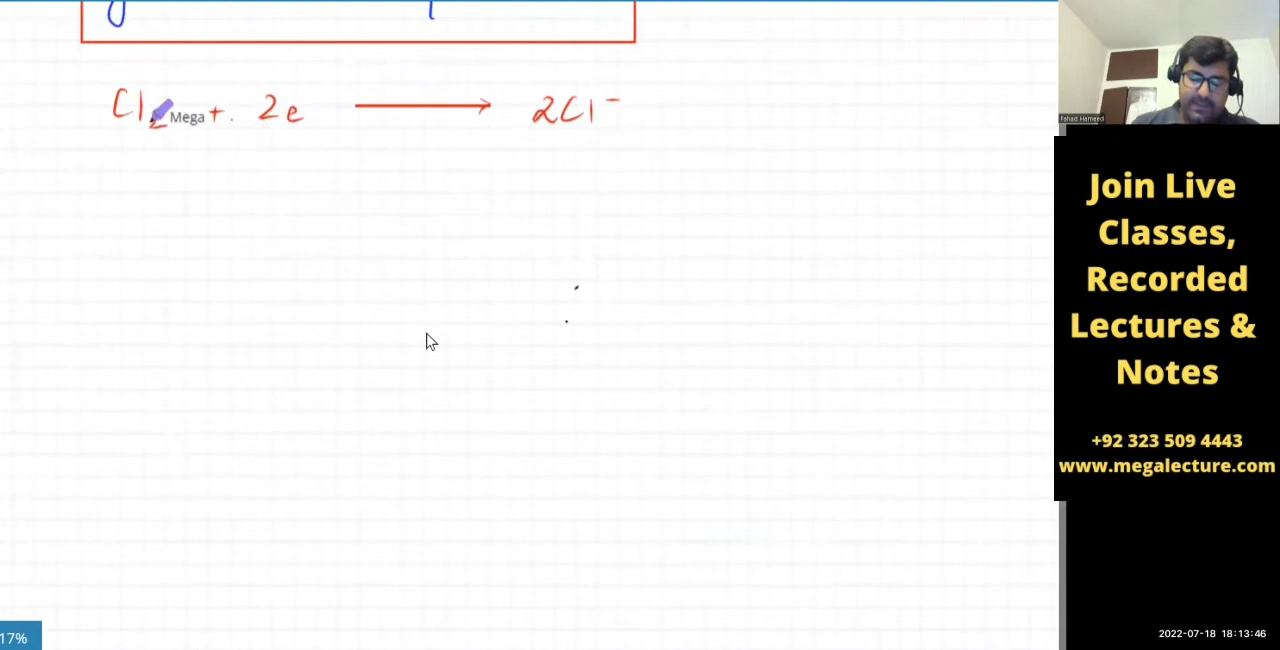 Cl₂ + 2e ⟶ 2Cl⁻
Mega
Fahad Hameed
Join Live
Classes,
Recorded
Lectures &
Notes
+92 323 509 4443
www.megalecture.com
17%
2022-07-18 18:13:46